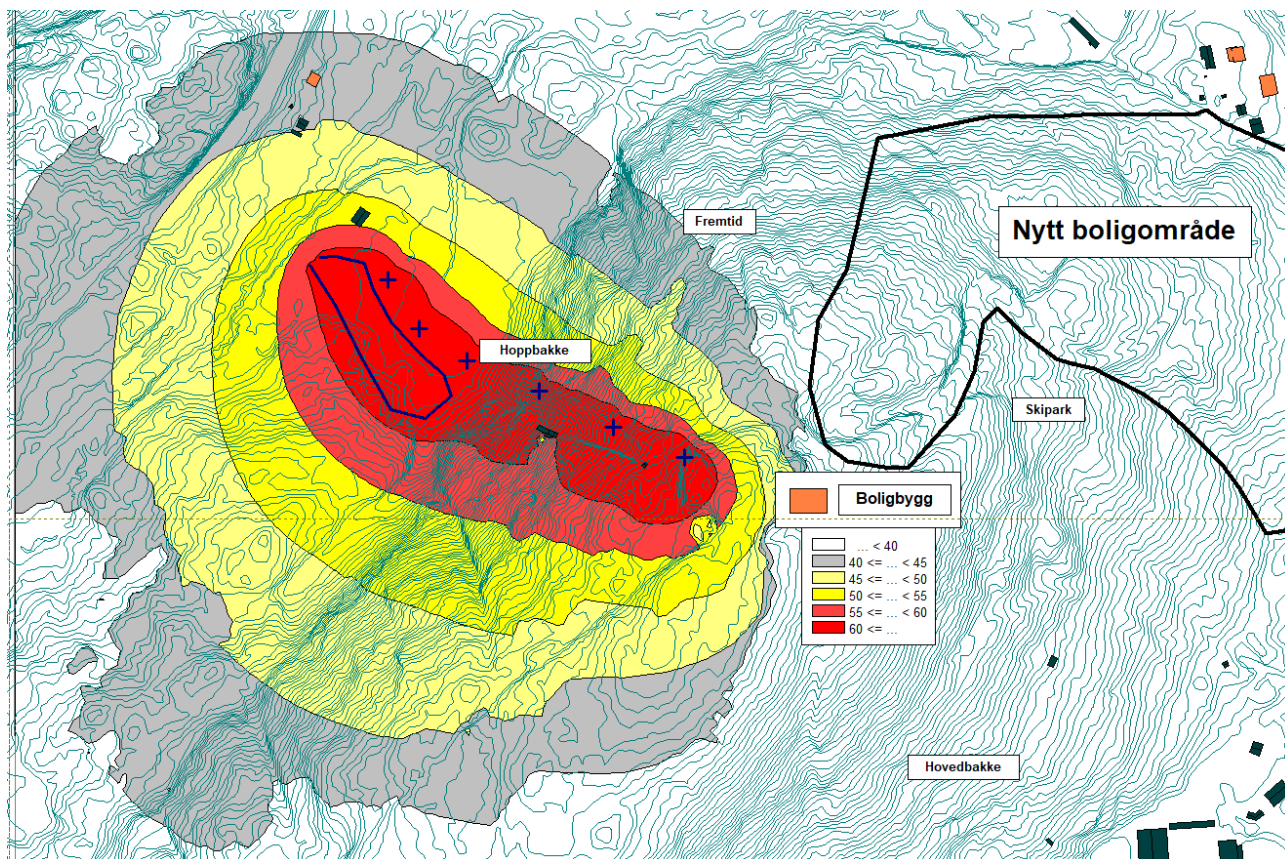 Fremtid
Nytt boligområde
Hoppbakke
Skipark
Boligbygg
... < 40
40 <= ... < 45
45 <= ... < 50
50 <= ... < 55
55 <= ... < 60
60 <= ...
Hovedbakke